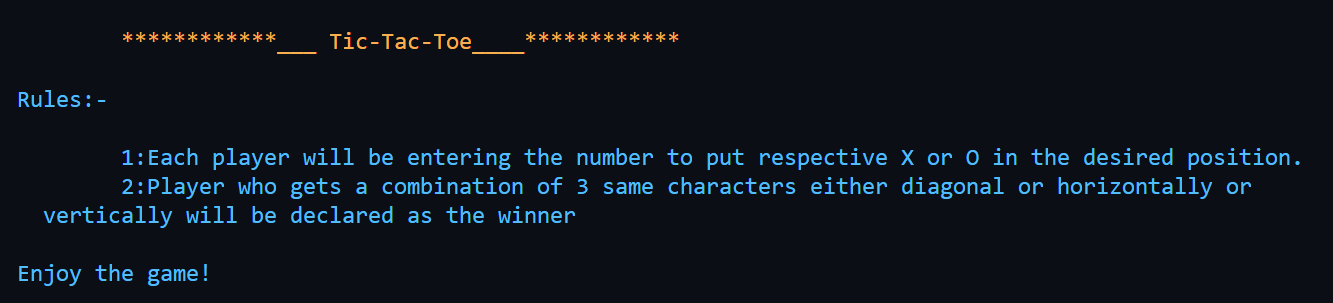 ************___ Tic-Tac-Toe____************
Rules:-
1:Each player will be entering the number to put respective X or O in the desired position.
2:Player who gets a combination of 3 same characters either diagonal or horizontally or
vertically will be declared as the winner
Enjoy the game!